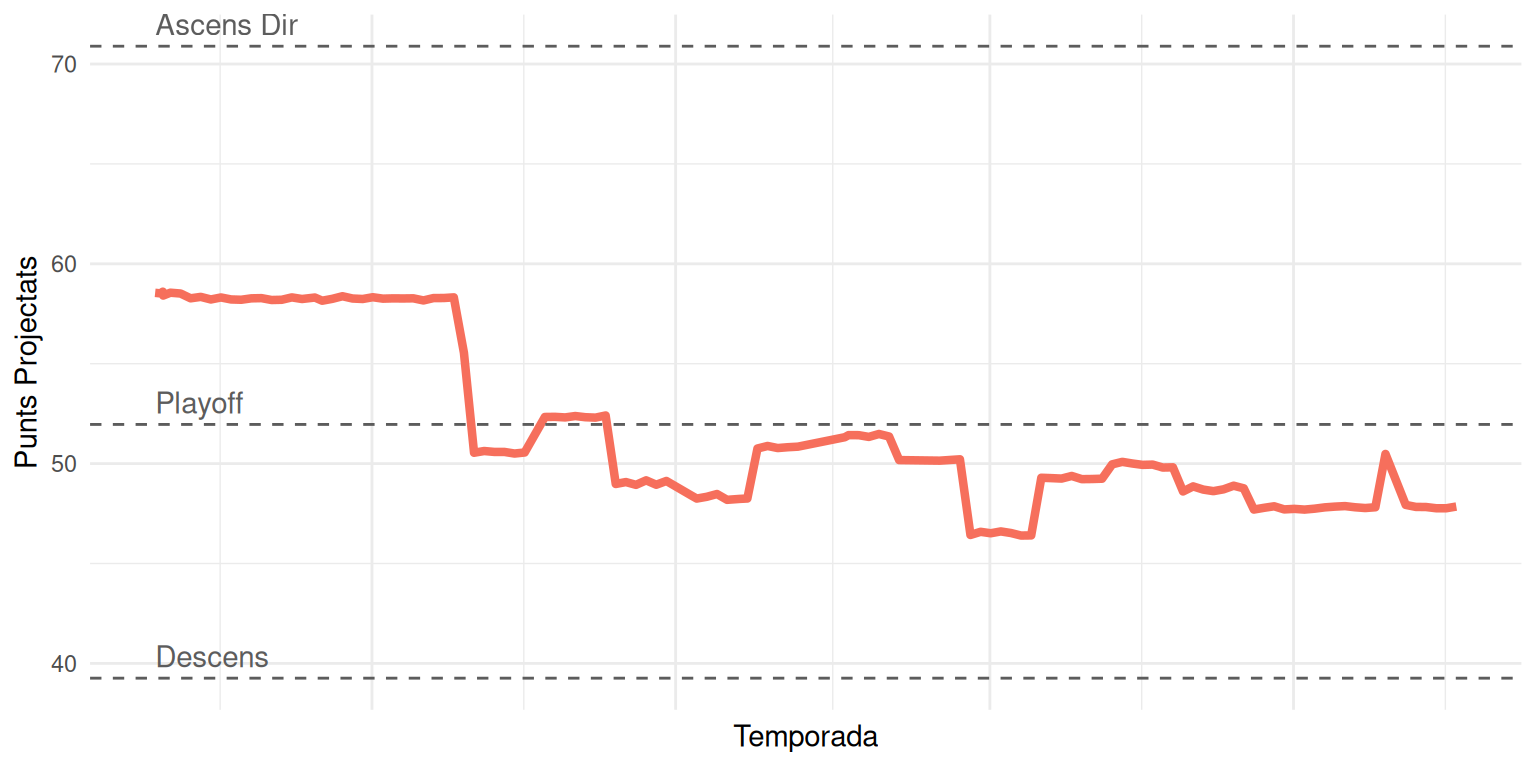 Ascens Dir
70
60
Playoff
50
Descens
40
Punts Projectats
Temporada